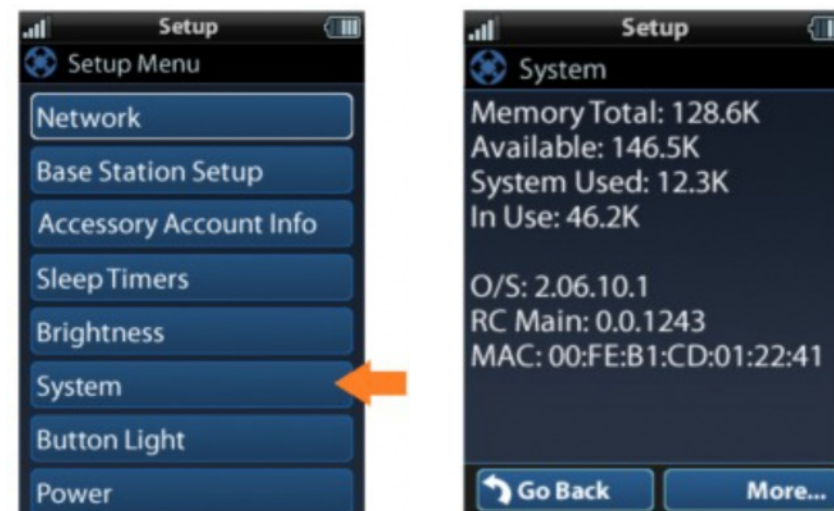 Setup
Setup Menu
Network
Base Station Setup
Accessory Account Info
Sleep Timers
Brightness
System
Button Light
Power
Setup
System
Memory Total: 128.6K
Available: 146.5K
System Used: 12.3K
In Use: 46.2K
O/S: 2.06.10.1
RC Main: 0.0.1243
MAC: 00:FE:B1:CD:01:22:41
Go Back
More...